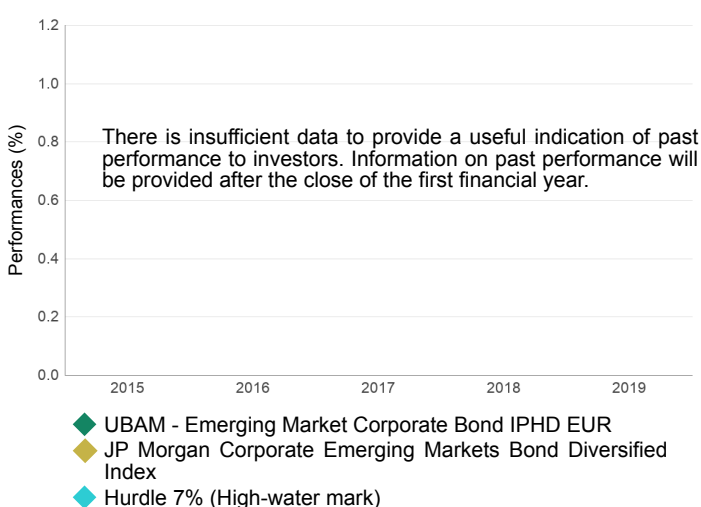 1.2
1.0
0.8
0.6
0.4
0.2
0.0
Performances (%)
There is insufficient data to provide a useful indication of past
performance to investors. Information on past performance will
be provided after the close of the first financial year.
2015 2016 2017 2018 2019
UBAM - Emerging Market Corporate Bond IPHD EUR
JP Morgan Corporate Emerging Markets Bond Diversified
Index
Hurdle 7% (High-water mark)